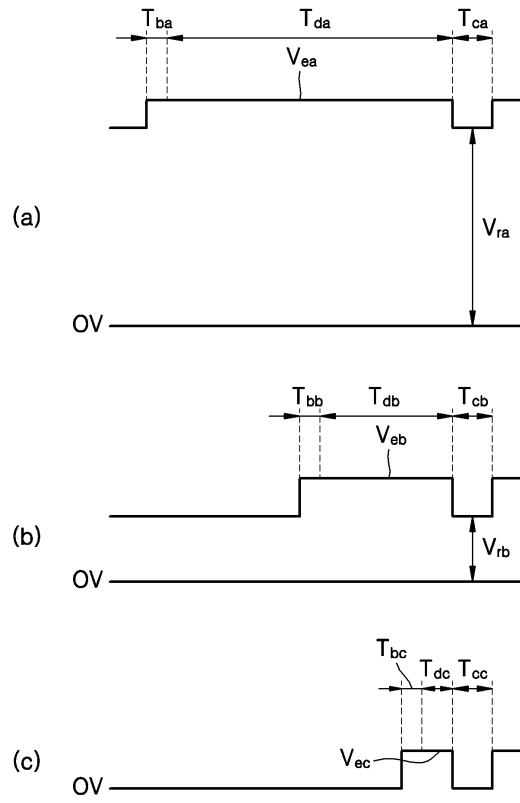 Tba Tda Tca
Vea
(a)
Vra
OV
Tbb Tdb Tcb
Veb
(b)
Vrb
OV
Tbc
Tdc Tcc
(c)
Vec
OV